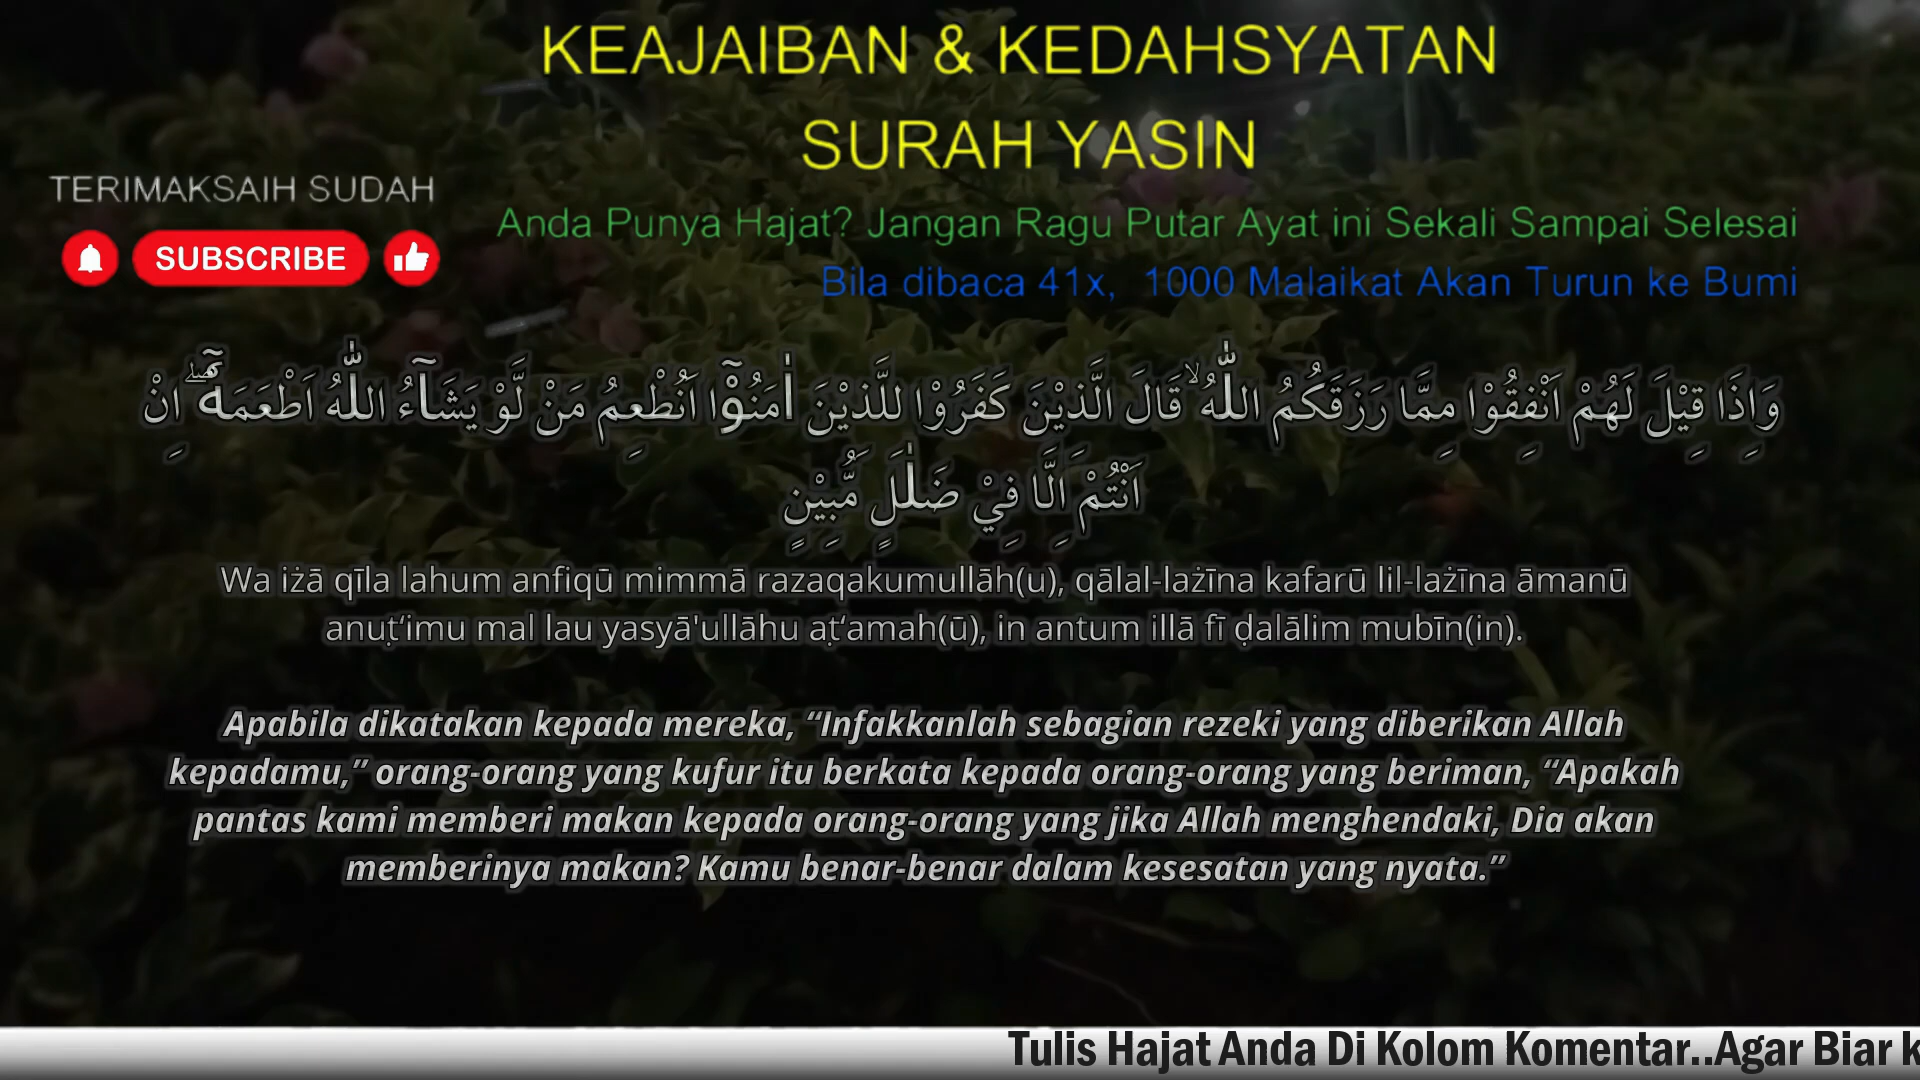 KEAJAIBAN & KEDAHSYATAN
SURAH YASIN
TERIMAKSAIH SUDAH
SUBSCRIBE
Anda Punya Hajat? Jangan Ragu Putar Ayat ini Sekali Sampai Selesai
Bila dibaca 41x, 1000 Malaikat Akan Turun ke Bumi
وَاِذَا قِيْلَ لَهُمْ اَنْفِقُوْا مِمَّا رَزَقَكُمُ اللّٰهُ ۙقَالَ الَّذِيْنَ كَفَرُوْا لِلَّذِيْنَ اٰمَنُوْٓا اَنُطْعِمُ مَنْ لَّوْ يَشَاۤءُ اللّٰهُ اَطْعَمَهٗٓ ۖاِنْ
اَنْتُمْ اِلَّا فِيْ ضَلٰلٍ مُّبِيْنٍ
Wa iżā qīla lahum anfiqū mimmā razaqakumullāh(u), qālal-lażīna kafarū lil-lażīna āmanū
anuṭ‘imu mal lau yasyā'ullāhu aṭ‘amah(ū), in antum illā fī ḍalālim mubīn(in).
Apabila dikatakan kepada mereka, “Infakkanlah sebagian rezeki yang diberikan Allah
kepadamu,” orang-orang yang kufur itu berkata kepada orang-orang yang beriman, “Apakah
pantas kami memberi makan kepada orang-orang yang jika Allah menghendaki, Dia akan
memberinya makan? Kamu benar-benar dalam kesesatan yang nyata.”
Tulis Hajat Anda Di Kolom Komentar..Agar Biar k